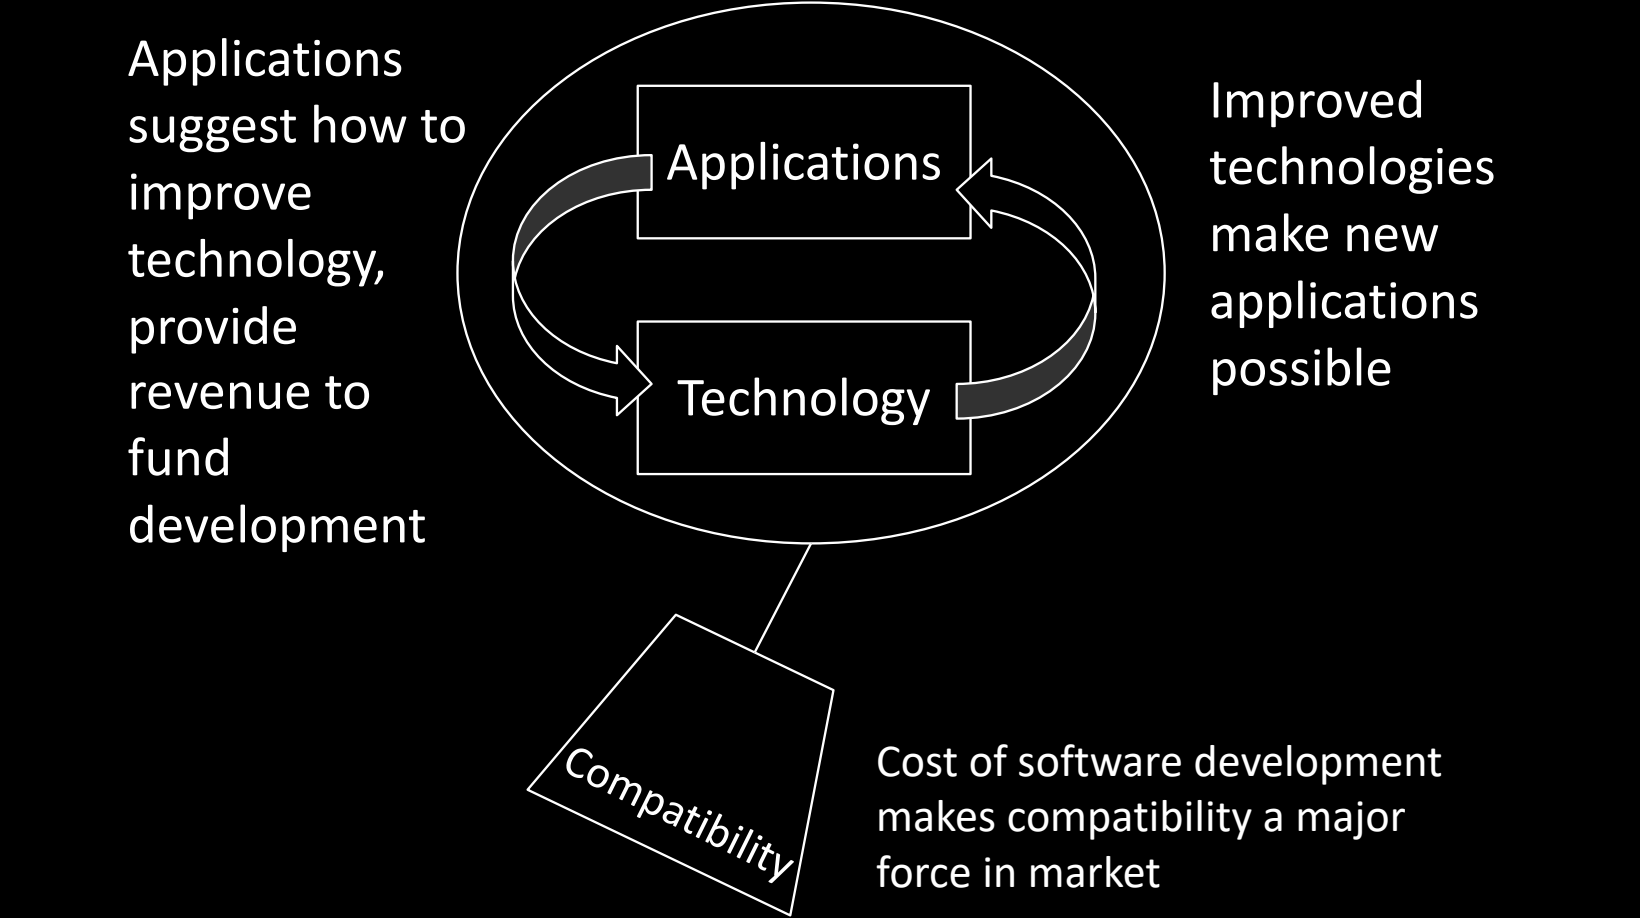 Applications
suggest how to
improve
technology,
provide
revenue to
fund
development
Applications
Technology
Improved
technologies
make new
applications
possible
Compatibility
Cost of software development
makes compatibility a major
force in market